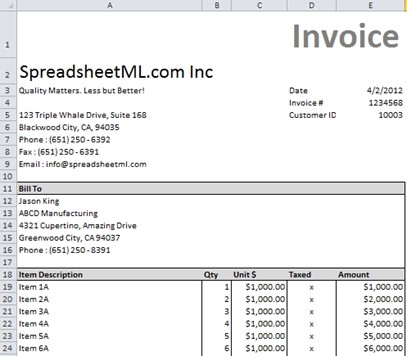 A B C D E
1 Invoice
2 SpreadsheetML.com Inc
3 Quality Matters. Less but Better! Date 4/2/2012
4 Invoice # 1234568
5 123 Triple Whale Drive, Suite 168 Customer ID 10003
6 Blackwood City, CA, 94035
7 Phone : (651) 250 - 6392
8 Fax : (651) 250 - 6391
9 Email : info@spreadsheetml.com
10
11 Bill To
12 Jason King
13 ABCD Manufacturing
14 4321 Cupertino, Amazing Drive
15 Greenwood City, CA 94037
16 Phone : (651) 250 - 8391
17
18 Item Description Qty Unit $ Taxed Amount
19 Item 1A 1 $1,000.00 x $1,000.00
20 Item 2A 2 $1,000.00 x $2,000.00
21 Item 3A 3 $1,000.00 x $3,000.00
22 Item 4A 4 $1,000.00 x $4,000.00
23 Item 5A 5 $1,000.00 x $5,000.00
24 Item 6A 6 $1,000.00 x $6,000.00